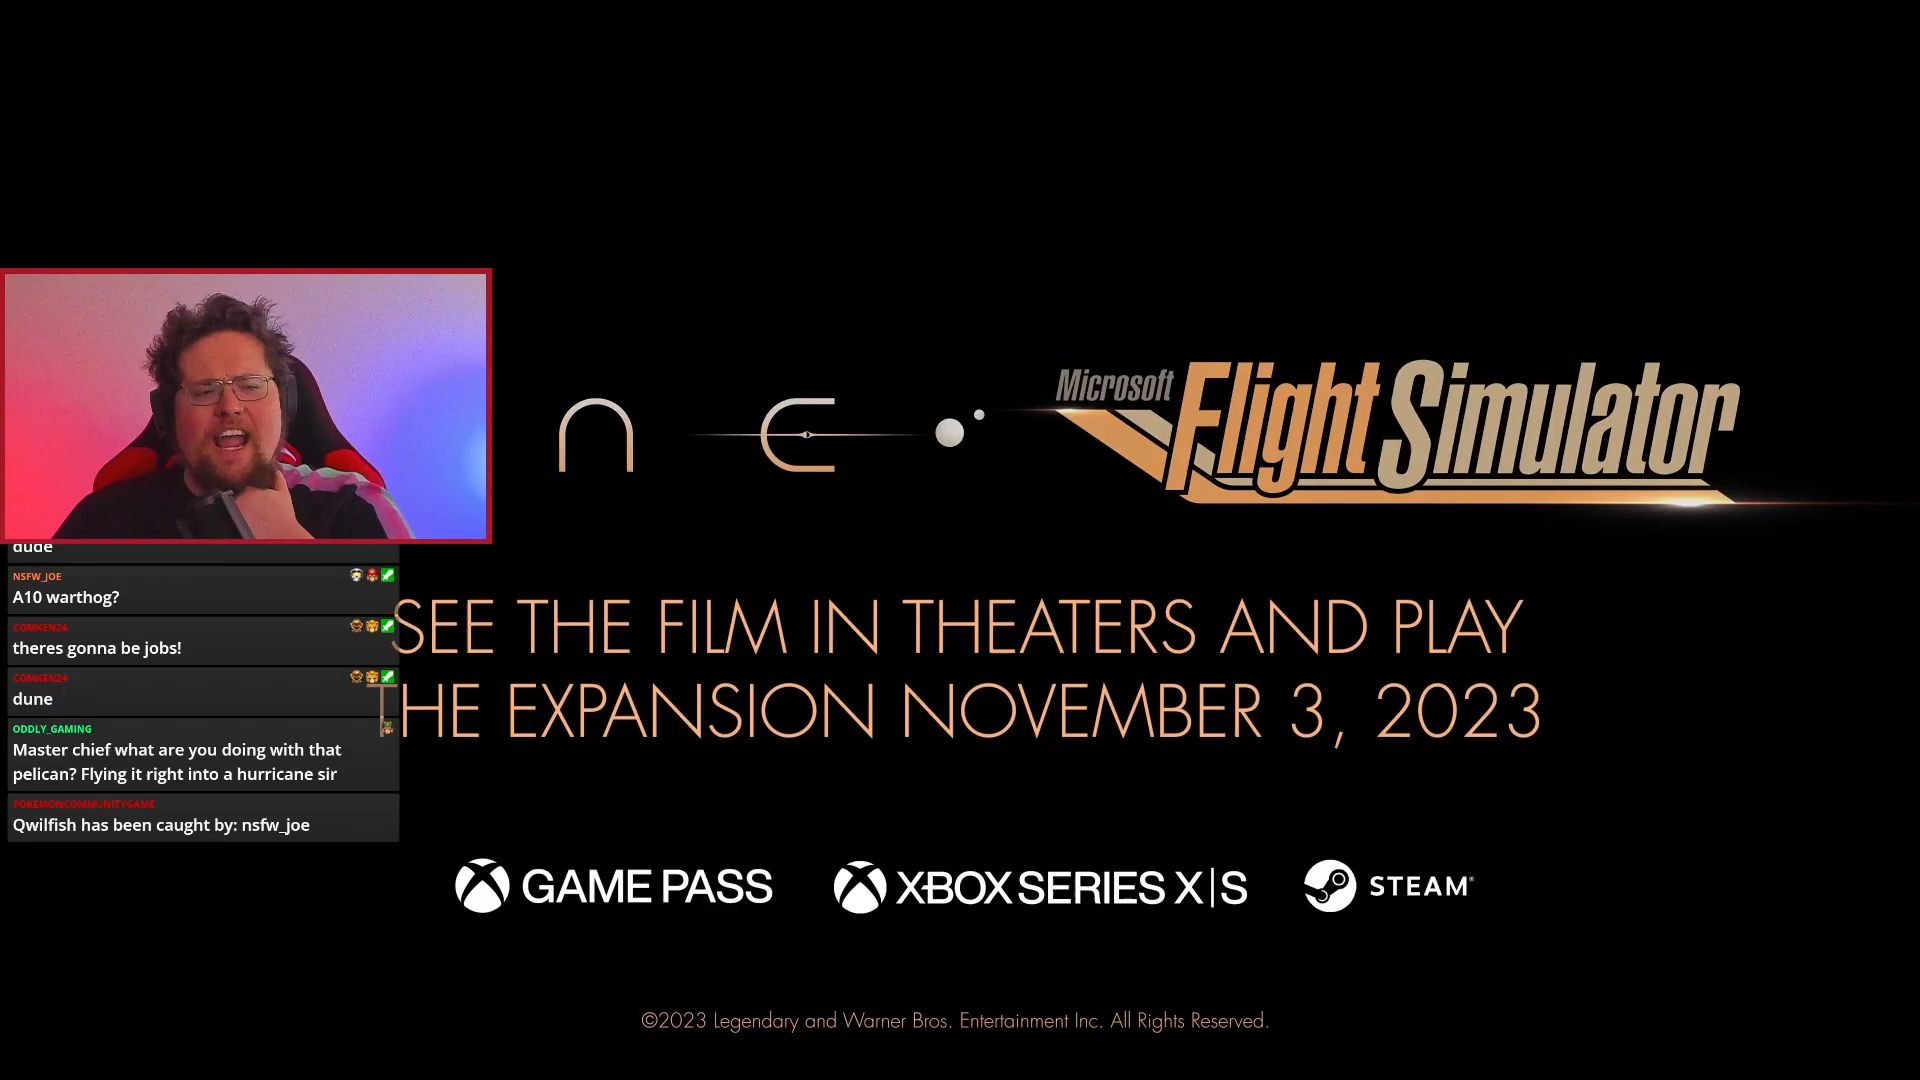 n e
Microsoft
Flight Simulator
dude
NSFW_JOE
A10 warthog?
COMKEN24
theres gonna be jobs!
COMKEN24
dune
ODDLY_GAMING
Master chief what are you doing with that
pelican? Flying it right into a hurricane sir
POKEMONCOMMUNITYGAME
Qwilfish has been caught by: nsfw_joe
SEE THE FILM IN THEATERS AND PLAY
THE EXPANSION NOVEMBER 3, 2023
GAME PASS
XBOX SERIES X|S
STEAM®
©2023 Legendary and Warner Bros. Entertainment Inc. All Rights Reserved.